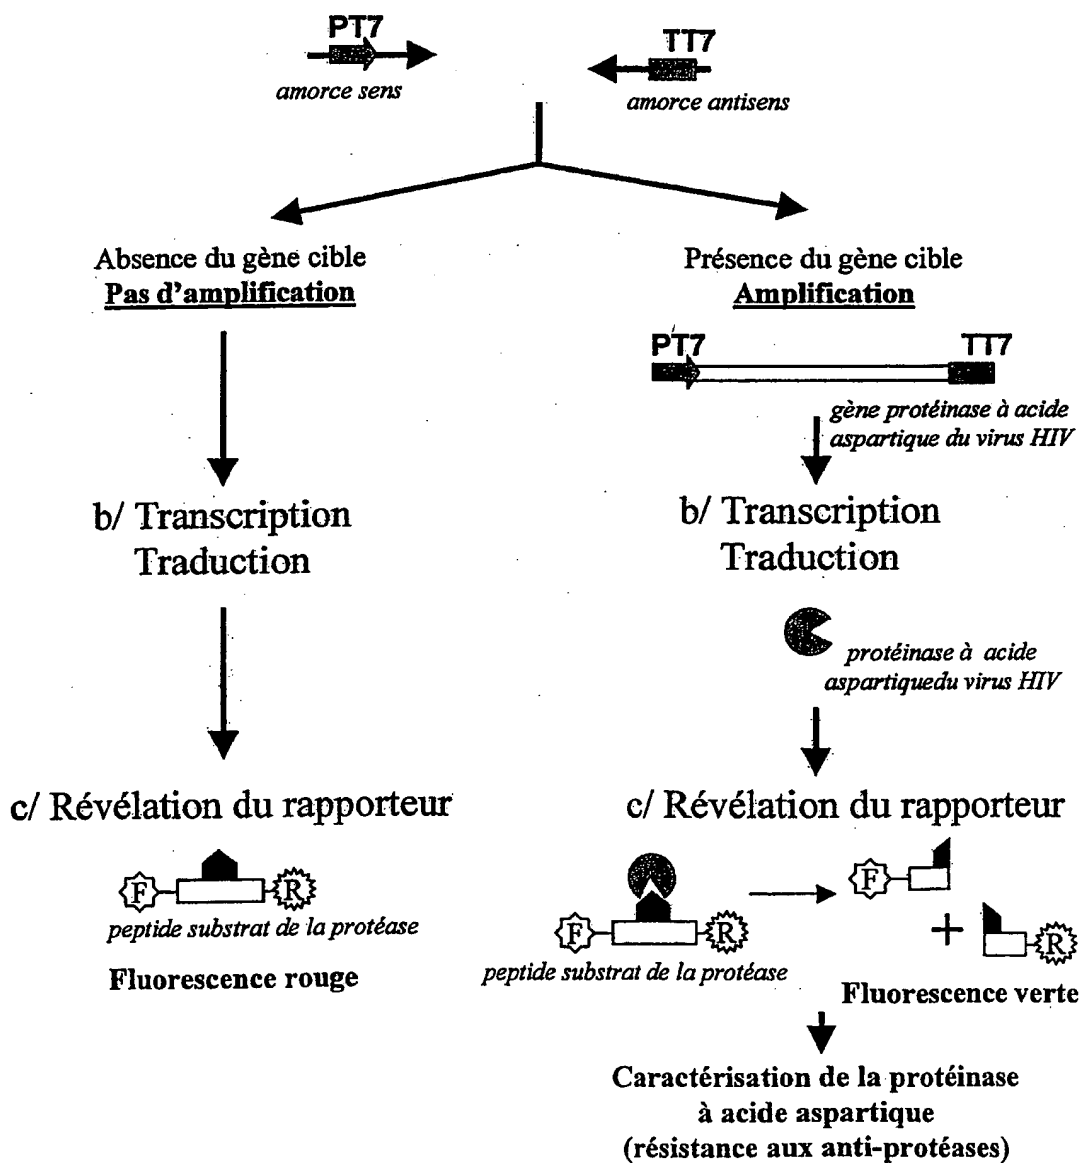 PT7
TT7
amorce sens
amorce antisens
Absence du gène cible
Pas d'amplification
Présence du gène cible
Amplification
PT7
TT7
gène protéinase à acide
aspartique du virus HIV
b/ Transcription
Traduction
b/ Transcription
Traduction
protéinase à acide
aspartiquedu virus HIV
c/ Révélation du rapporteur
c/ Révélation du rapporteur
F
R
peptide substrat de la protéase
Fluorescence rouge
F
R
peptide substrat de la protéase
F
+
R
Fluorescence verte
Caractérisation de la protéinase
à acide aspartique
(résistance aux anti-protéases)